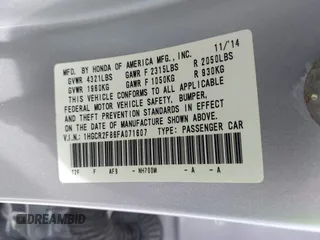 MFD. BY HONDA OF AMERICA MFG., INC. 11/14
GVWR 4321LBS GAWR F 2315LBS R 2050LBS
GVWR 1960KG GAWR F 1050KG R 930KG
THIS VEHICLE CONFORMS TO ALL APPLICABLE
FEDERAL MOTOR VEHICLE SAFETY, BUMPER,
AND THEFT PREVENTION STANDARDS IN EFFECT
ON THE DATE OF MANUFACTURE SHOWN ABOVE.
V.I.N.: 1HGCR2F86FA071807 TYPE: PASSENGER CAR
F AF9 - NH700M - A - A
DREAMBID